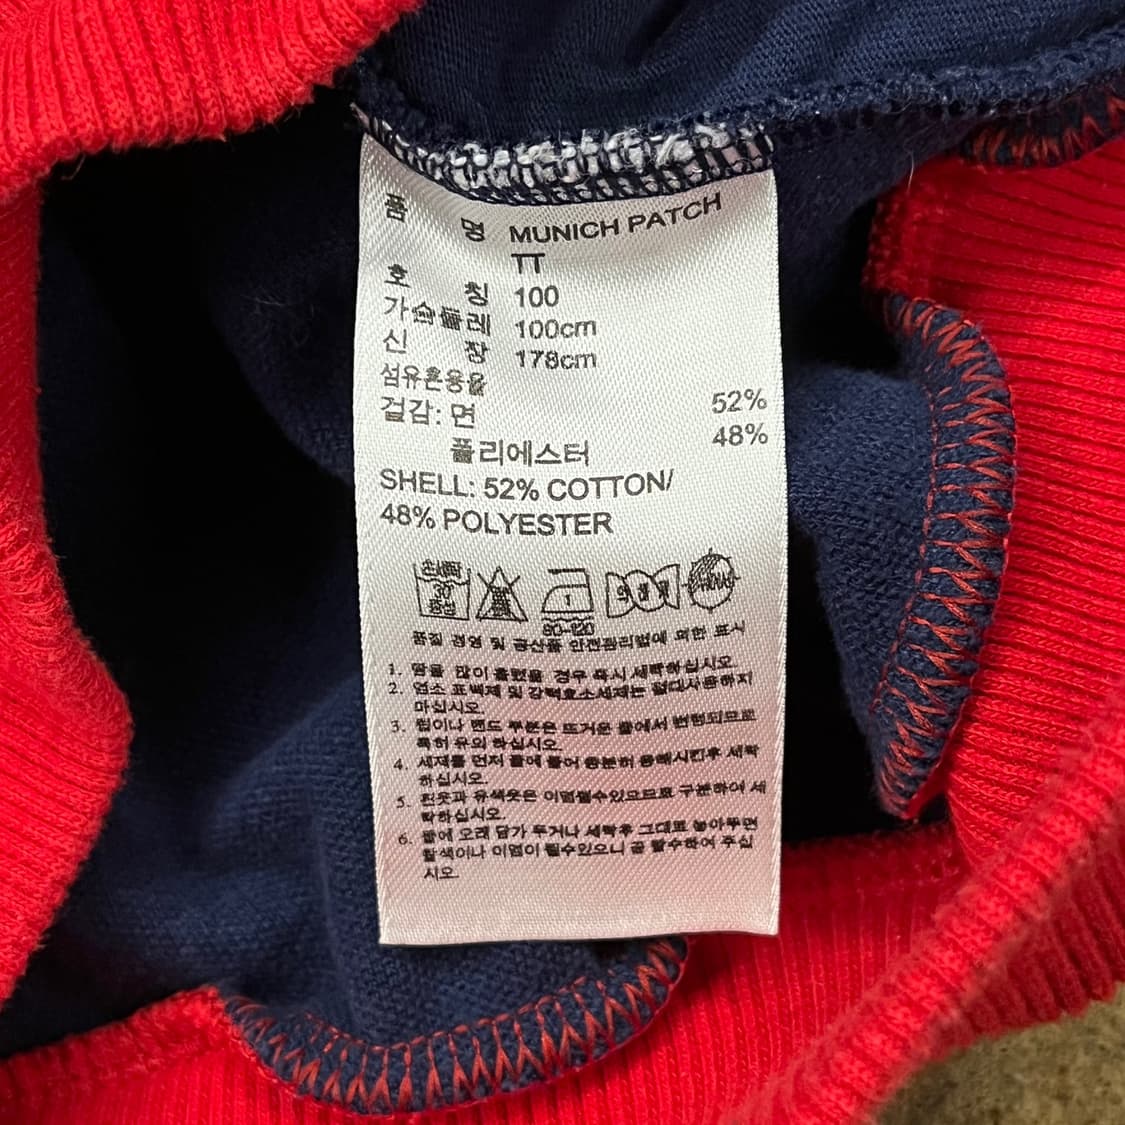 품 명 MUNICH PATCH
TT
호 칭 100
가슴둘레 100cm
신 장 178cm
섬유혼용율
겉감: 면 52%
폴리에스터 48%
SHELL: 52% COTTON/
48% POLYESTER
30
중성
1
80-120
품질 경영 및 공산품 안전관리법에 의한 표시
1. 땀을 많이 흘렸을 경우 즉시 세탁하십시오.
2. 염소 표백제 및 강력효소세제는 절대사용하지
마십시오.
3. 립이나 밴드 부분은 뜨거운 물에서 변형되므로
특히 유의 하십시오.
4. 세제를 먼저 물에 풀어 충분히 용해시킨후 세탁
하십시오.
5. 흰옷과 유색옷은 이염될수있으므로 구분하여 세
탁하십시오.
6. 물에 오래 담가 두거나 세탁후 그대로 놓아두면
탈색이나 이염이 될수있으니 곧 탈수하여 주십
시오.